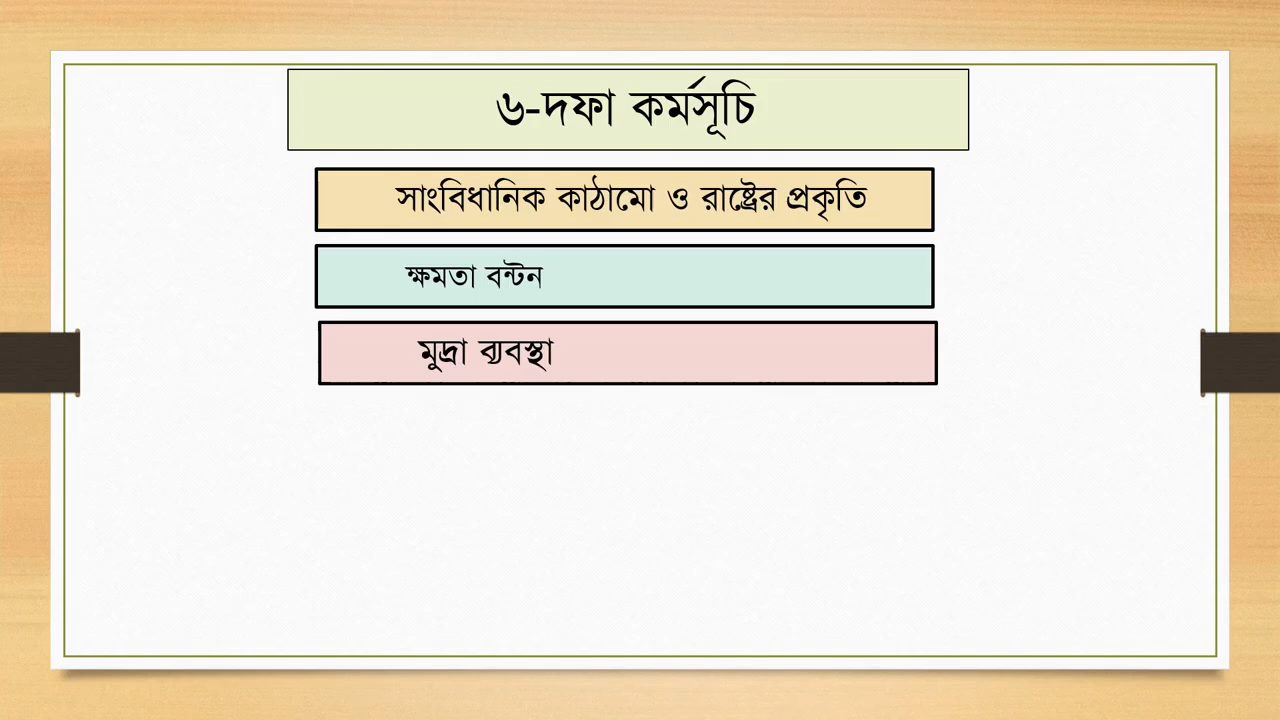 ৬-দফা কর্মসূচি
সাংবিধানিক কাঠামো ও রাষ্ট্রের প্রকৃতি
ক্ষমতা বন্টন
মুদ্রা ব্যবস্থা